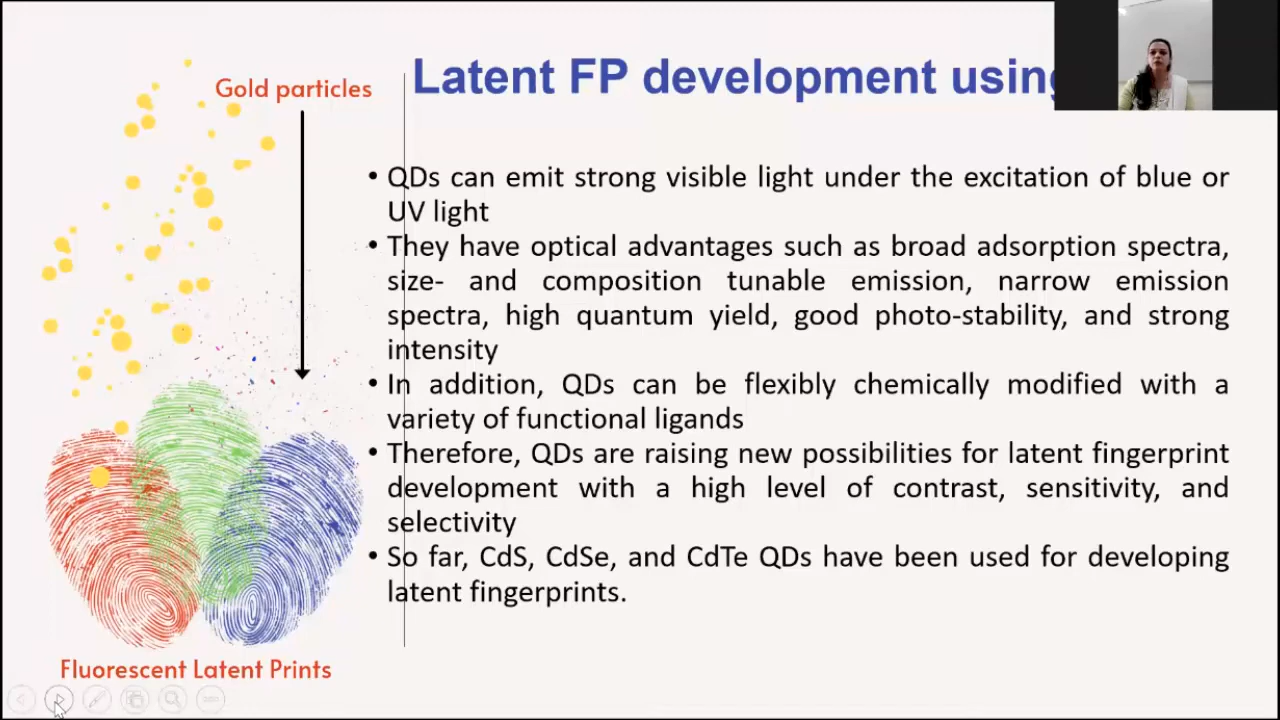 Gold particles
Latent FP development using
• QDs can emit strong visible light under the excitation of blue or
UV light
• They have optical advantages such as broad adsorption spectra,
size- and composition tunable emission, narrow emission
spectra, high quantum yield, good photo-stability, and strong
intensity
• In addition, QDs can be flexibly chemically modified with a
variety of functional ligands
• Therefore, QDs are raising new possibilities for latent fingerprint
development with a high level of contrast, sensitivity, and
selectivity
• So far, CdS, CdSe, and CdTe QDs have been used for developing
latent fingerprints.
Fluorescent Latent Prints